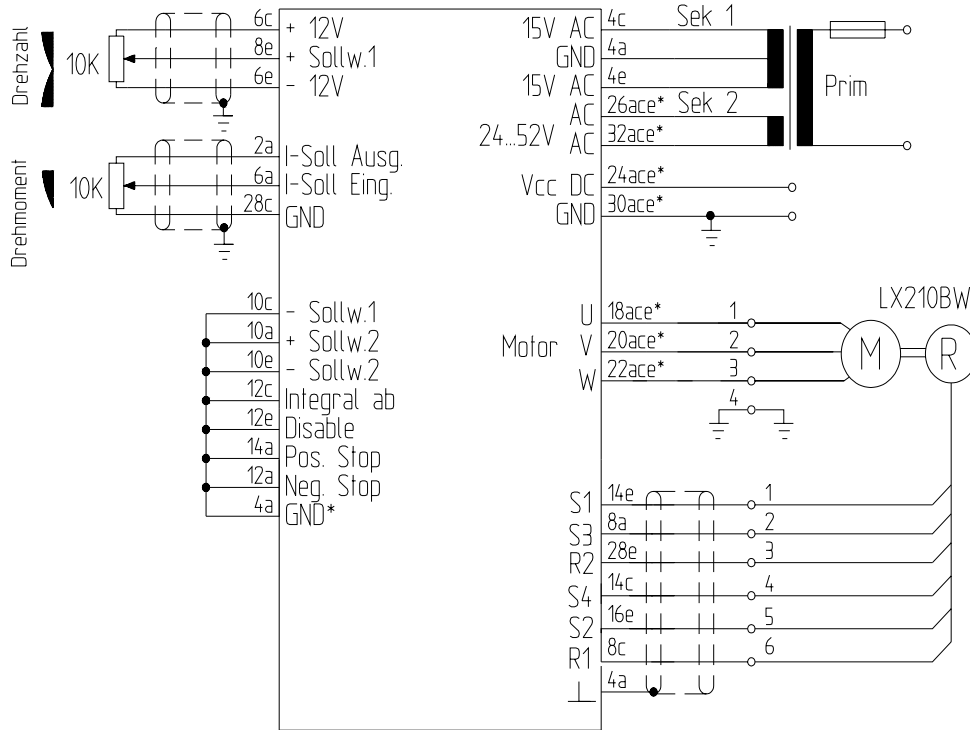 Drehzahl
10K
6c + 12V
8e + Sollw.1
6e - 12V
Drehmoment
10K
2a I-Soll Ausg.
6a I-Soll Eing.
28c GND
10c - Sollw.1
10a + Sollw.2
10e - Sollw.2
12c Integral ab
12e Disable
14a Pos. Stop
12a Neg. Stop
4a GND*
15V AC 4c Sek 1
GND 4a
15V AC 4e
Prim
AC 26ace* Sek 2
24...52V
AC 32ace*
Vcc DC 24ace*
GND 30ace*
LX210BW
Motor
U 18ace* 1
V 20ace* 2
W 22ace* 3
4
M
R
S1 14e 1
S3 8a 2
R2 28e 3
S4 14c 4
S2 16e 5
R1 8c 6
4a